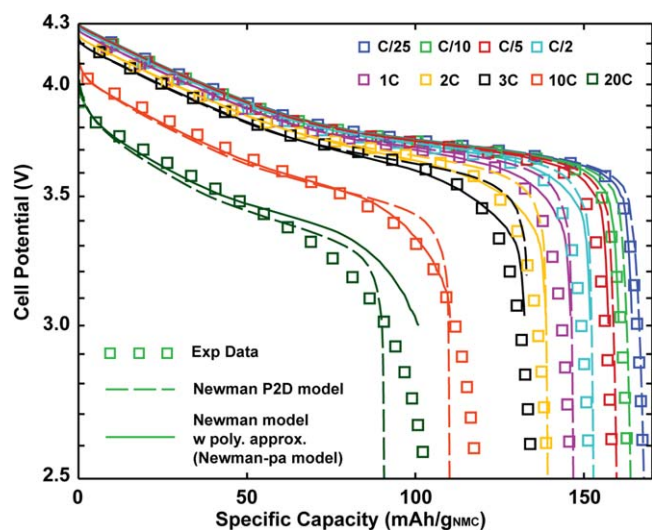 4.3
4.0
3.5
3.0
2.5
Cell Potential (V)
C/25 C/10 C/5 C/2
1C 2C 3C 10C 20C
Exp Data
Newman P2D model
Newman model
w poly. approx.
(Newman-pa model)
0 50 100 150
Specific Capacity (mAh/gNMC)